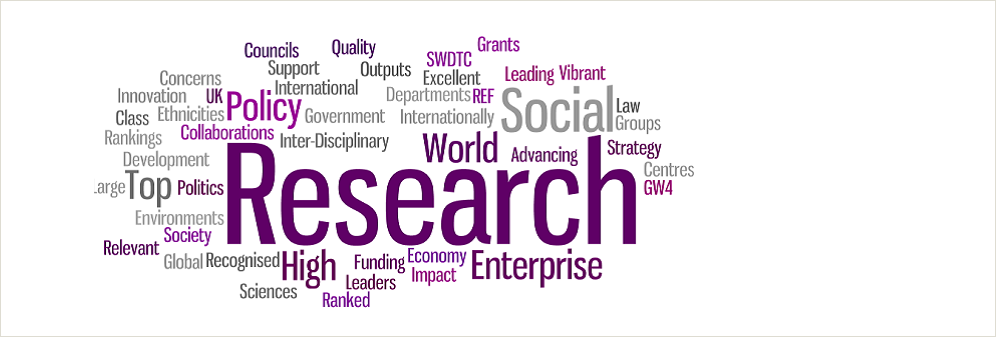 Grants
Councils Quality
SWDTC
Support Outputs
Leading Vibrant
Concerns Excellent
International
Innovation UK Policy Departments REF Social
Law
Class Ethnicities Government Internationally
Groups
Rankings Collaborations
Inter-Disciplinary World Advancing Strategy
Development
Research
Centres
Top Politics
GW4
Environments
Society
Relevant
Global Recognised High Funding Economy Enterprise
Impact
Leaders
Sciences
Ranked